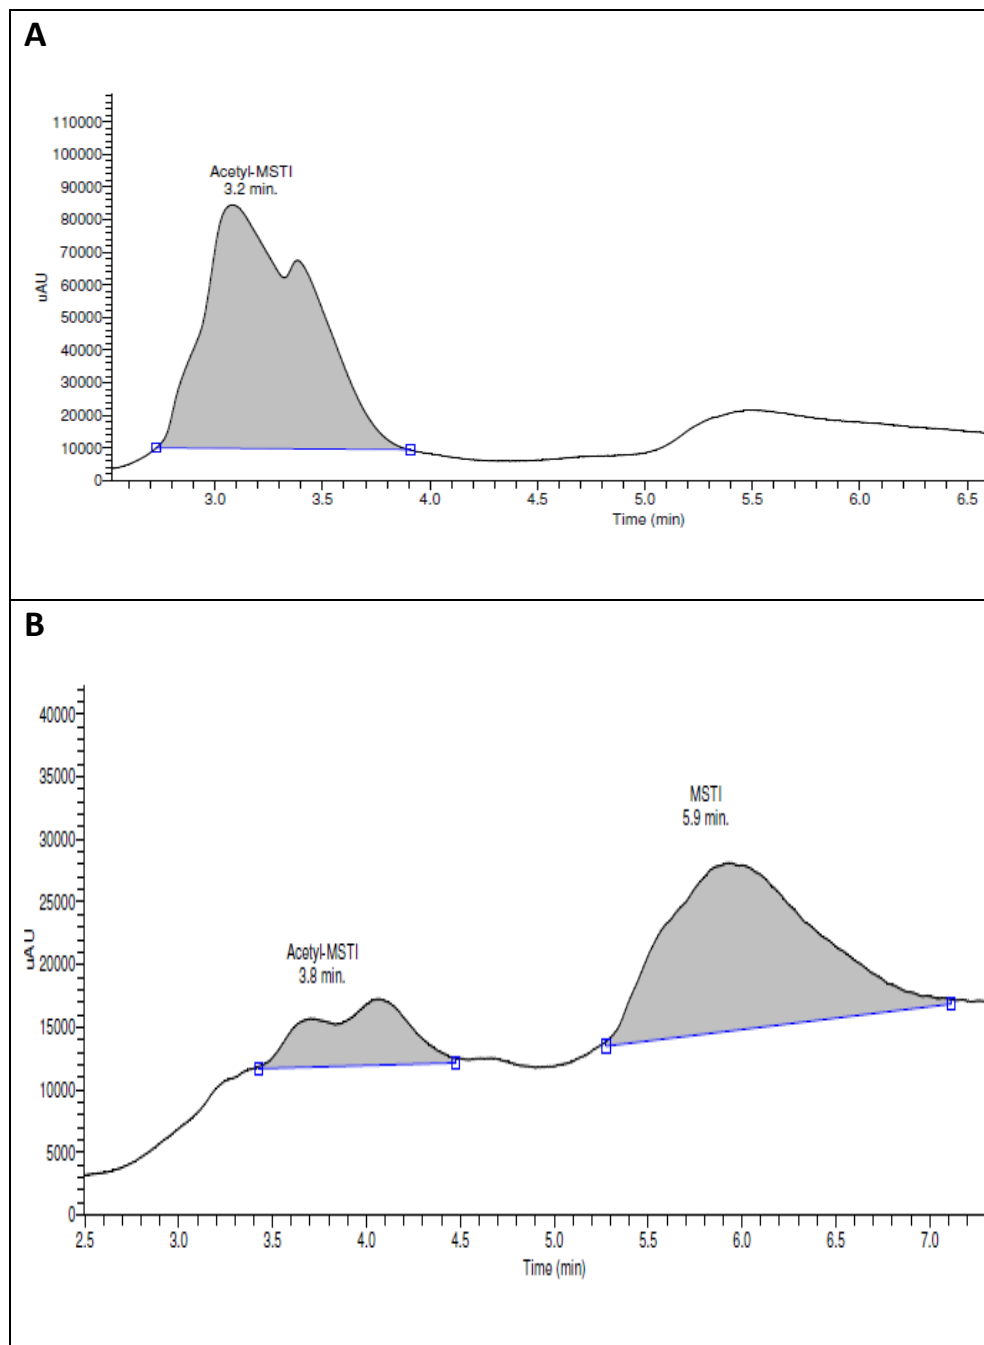 A
Acetyl-MSTI
3.2 min.
110000
100000
90000
80000
70000
60000
50000
40000
30000
20000
10000
0
uAU
3.0 3.5 4.0 4.5 5.0 5.5 6.0 6.5
Time (min)
B
MSTI
5.9 min.
Acetyl-MSTI
3.8 min.
40000
35000
30000
25000
20000
15000
10000
5000
0
uAU
2.5 3.0 3.5 4.0 4.5 5.0 5.5 6.0 6.5 7.0
Time (min)